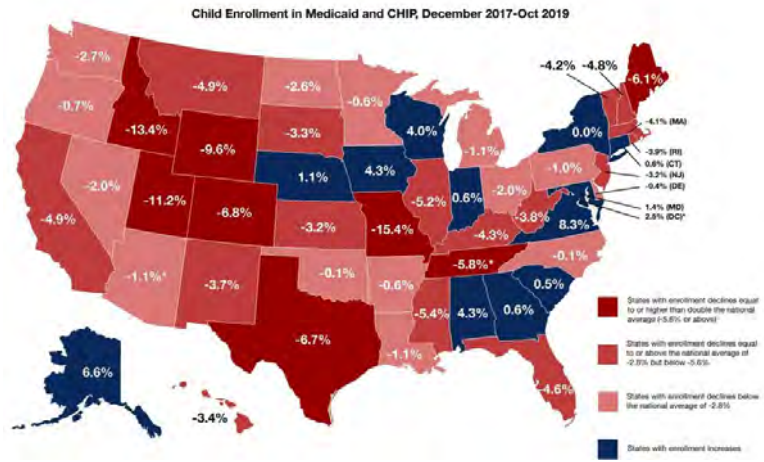 Child Enrollment in Medicaid and CHIP, December 2017-Oct 2019
-2.7%
-4.9%
-2.6%
-0.6%
-4.2%
-4.8%
-6.1%
-0.7%
-13.4%
-3.3%
4.0%
0.0%
-4.1% (MA)
-9.6%
-1.1%
-3.9% (RI)
0.6% (CT)
-2.0%
1.1%
4.3%
-1.0%
-3.2% (NJ)
-11.2%
-5.2%
0.6%
-2.0%
(DE)
-4.9%
-6.8%
-3.2%
-15.4%
-3.8%
1.4% (MD)
8.3%
2.5% (DC)*
-4.3%
-1.1%*
-3.7%
-0.1%
-0.6%
-5.8%*
-0.1%
0.5%
-6.7%
-5.4%
4.3%
0.6%
-1.1%
-4.6%
6.6%
-3.4%
States with enrollment declines equal
to or higher than double the national
average (-5.6% or above)
States with enrollment declines equal
to or above the national average of
-2.8% but below -5.6%
States with enrollment declines below
the national average of -2.8%
States with enrollment increases